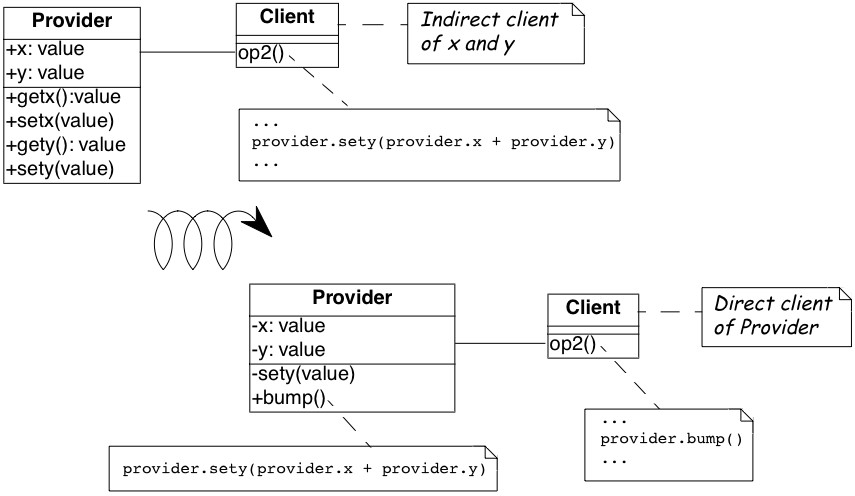 Provider
+x: value
+y: value
+getx():value
+setx(value)
+gety(): value
+sety(value)
Client
op2()
Indirect client
of x and y
...
provider.sety(provider.x + provider.y)
...
Provider
-x: value
-y: value
-sety(value)
+bump()
Client
op2()
Direct client
of Provider
provider.sety(provider.x + provider.y)
...
provider.bump()
...